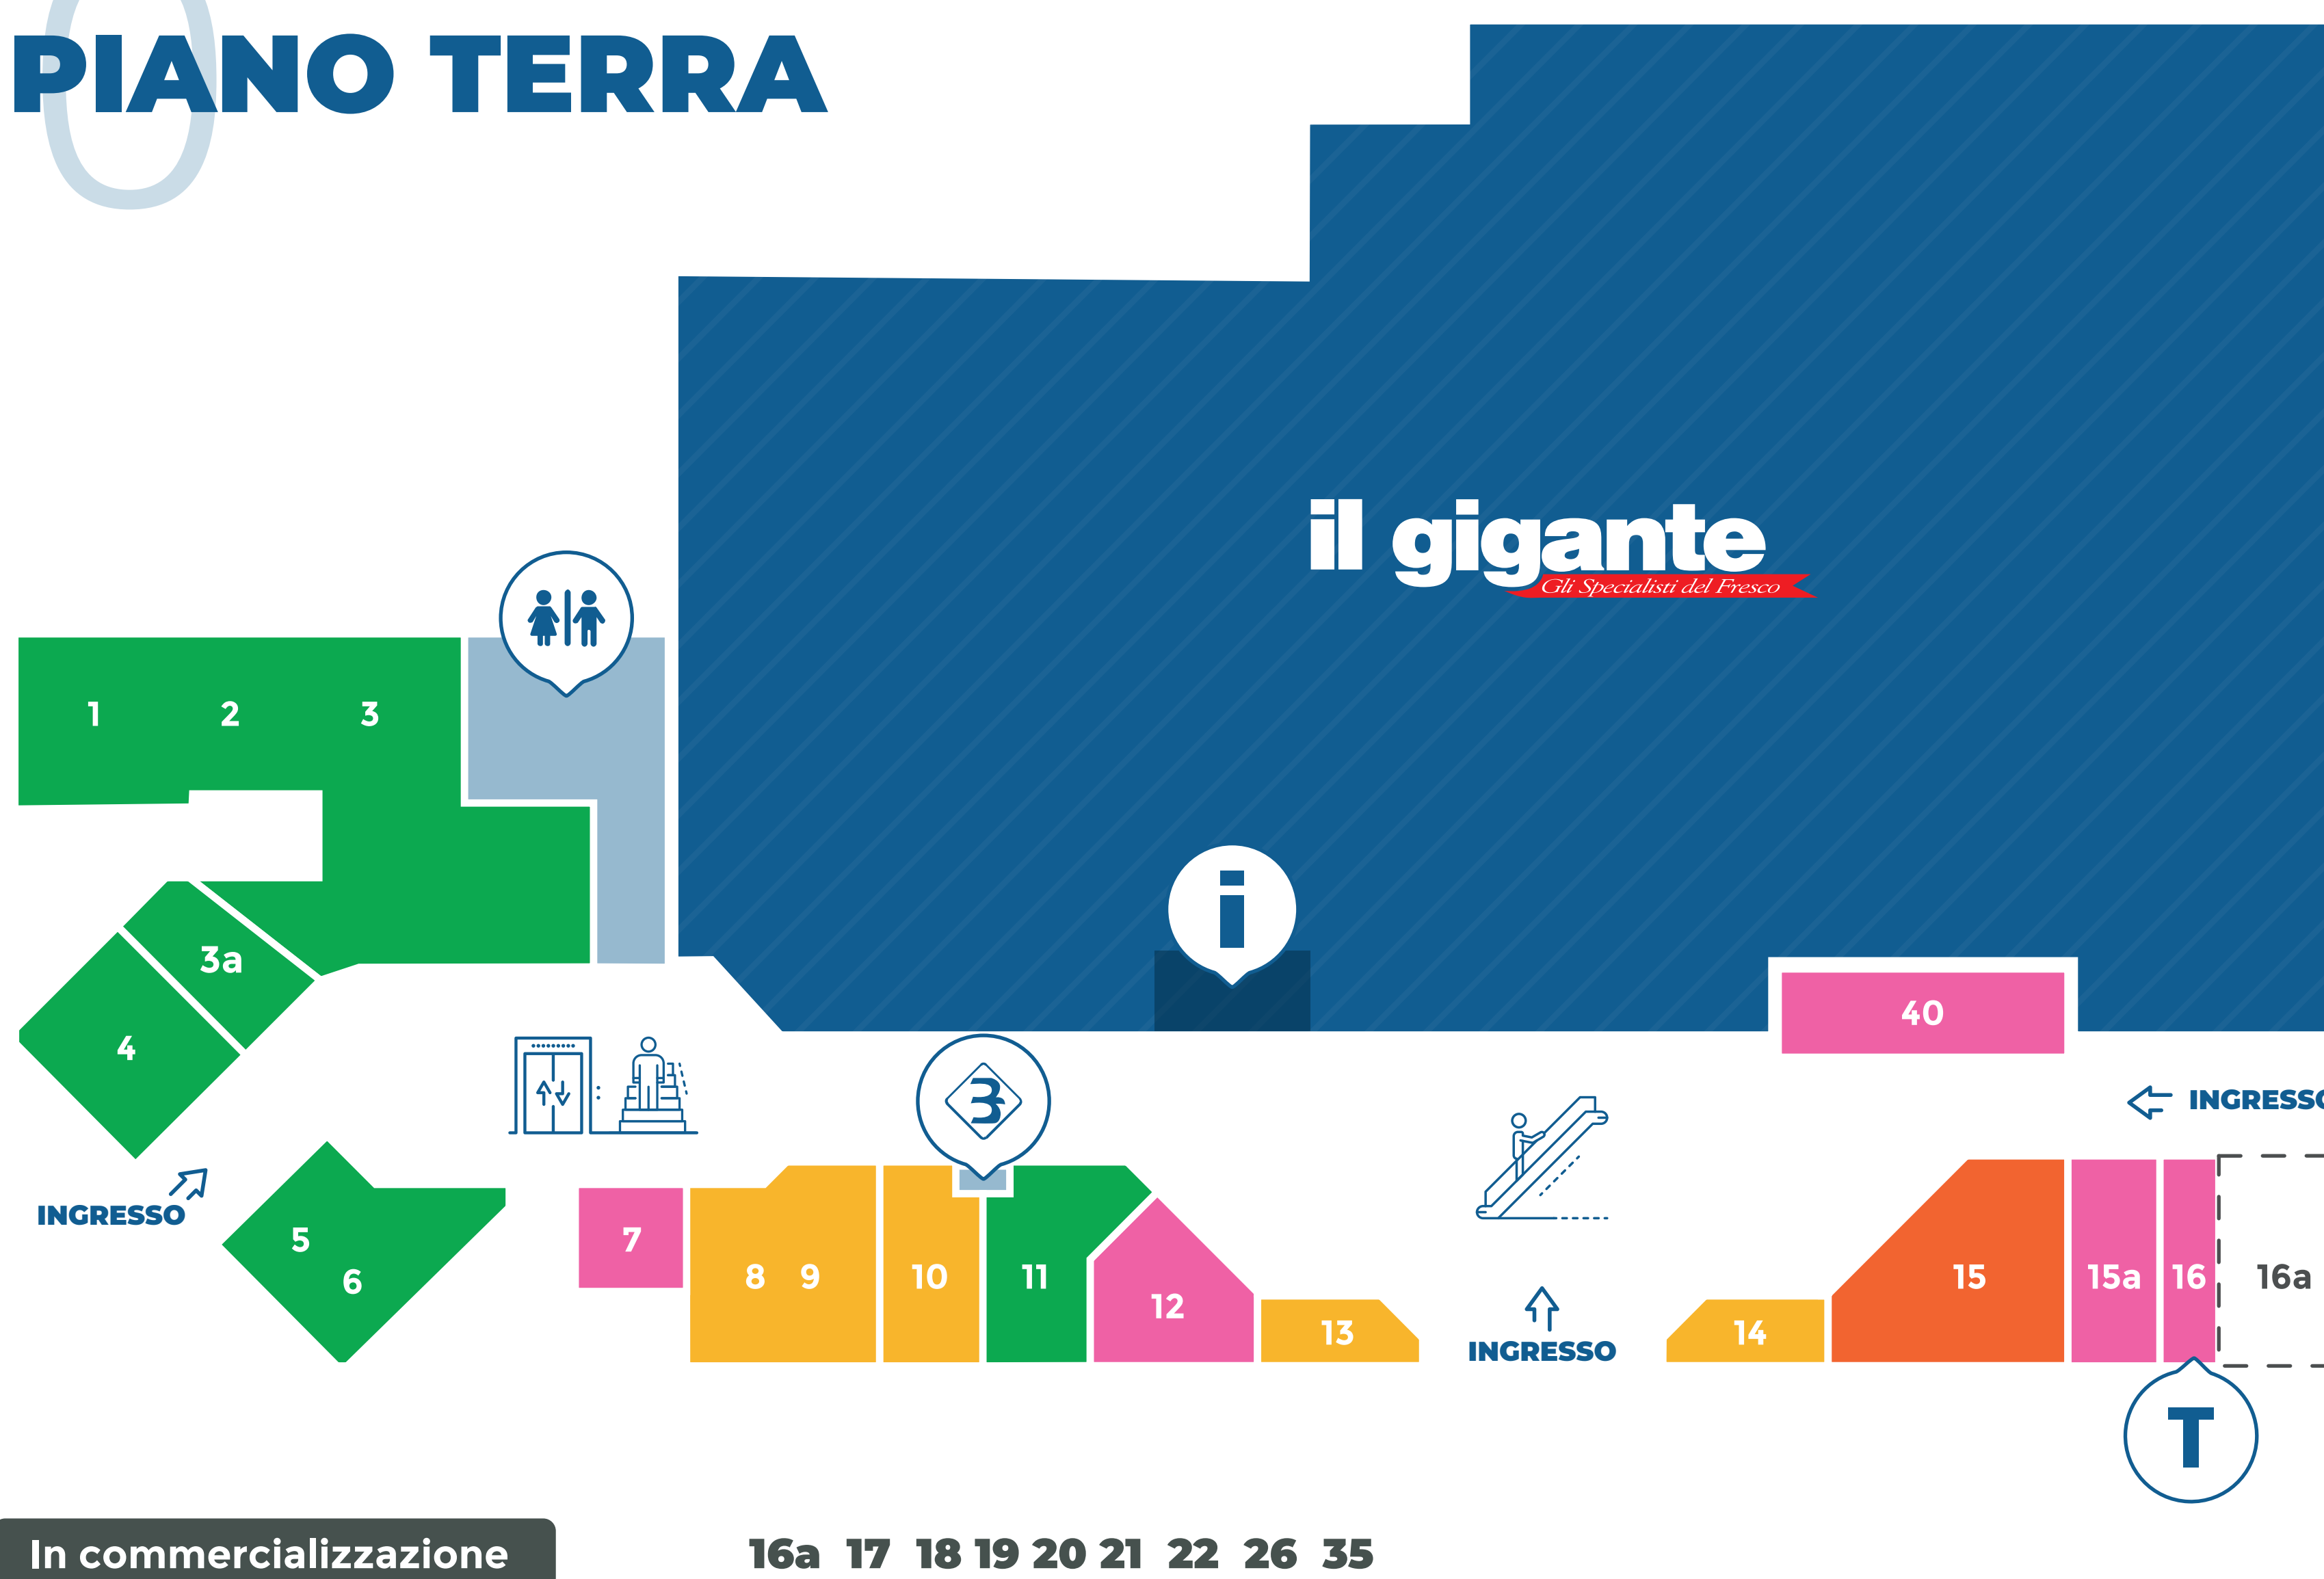 0
PIANO TERRA
il gigante
Gli Specialisti del Fresco
1 2 3
i
3a
40
4
3
INGRESSO
INGRESSO
5
7
6
8 9 10 11
15 15a 16 16a
12
13
14
INGRESSO
T
In commercializzazione
16a 17 18 19 20 21 22 26 35